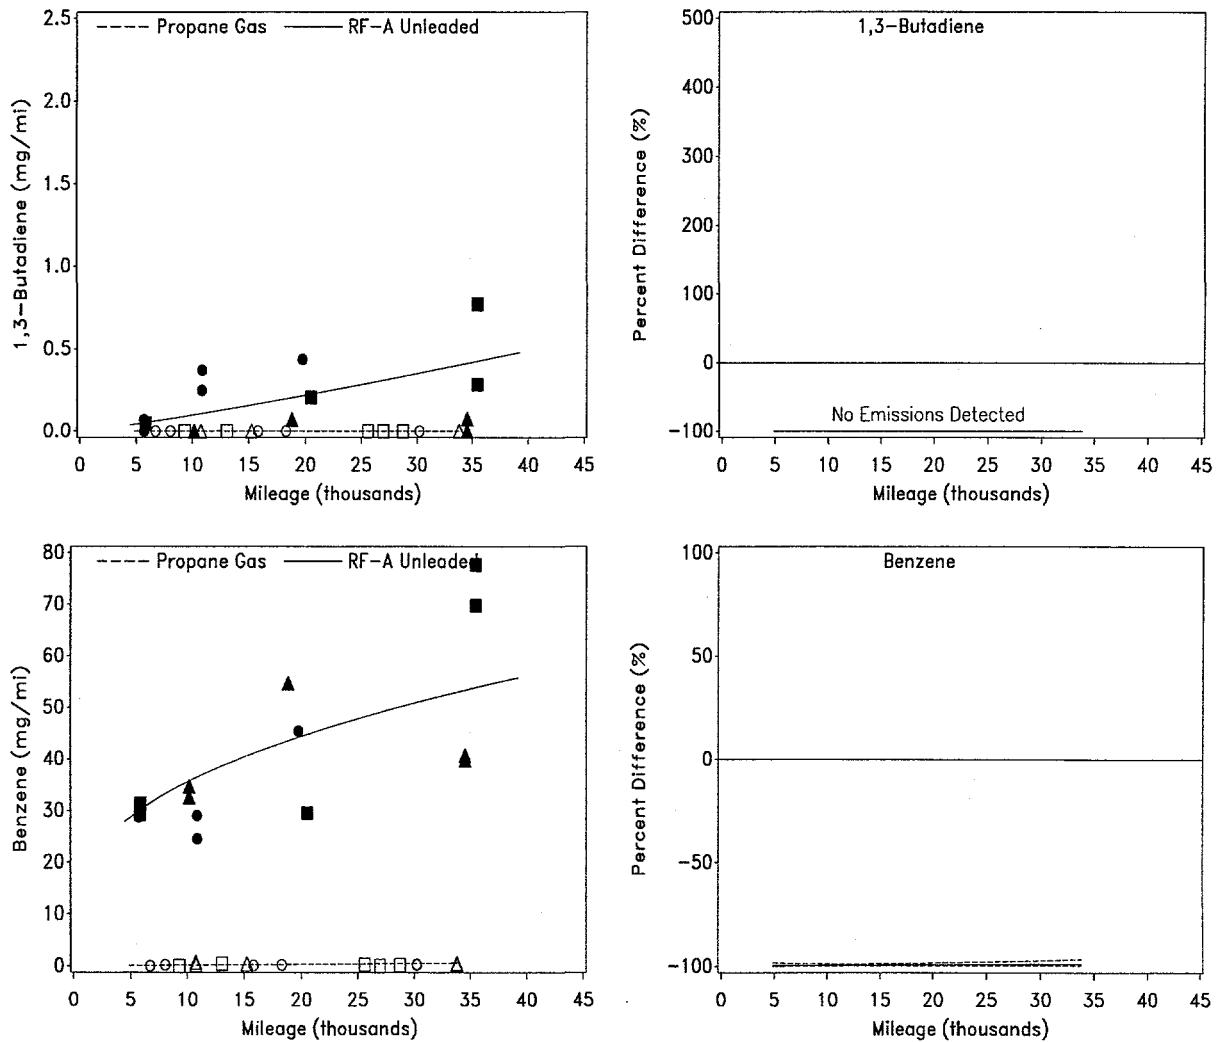 Propane Gas RF-A Unleaded
1,3-Butadiene (mg/mi)
2.5
2.0
1.5
1.0
0.5
0.0
0 5 10 15 20 25 30 35 40 45
Mileage (thousands)
1,3-Butadiene
Percent Difference (%)
500
400
300
200
100
0
-100
No Emissions Detected
0 5 10 15 20 25 30 35 40 45
Mileage (thousands)
Propane Gas RF-A Unleaded
Benzene (mg/mi)
80
70
60
50
40
30
20
10
0
0 5 10 15 20 25 30 35 40 45
Mileage (thousands)
Benzene
Percent Difference (%)
100
50
0
-50
-100
0 5 10 15 20 25 30 35 40 45
Mileage (thousands)